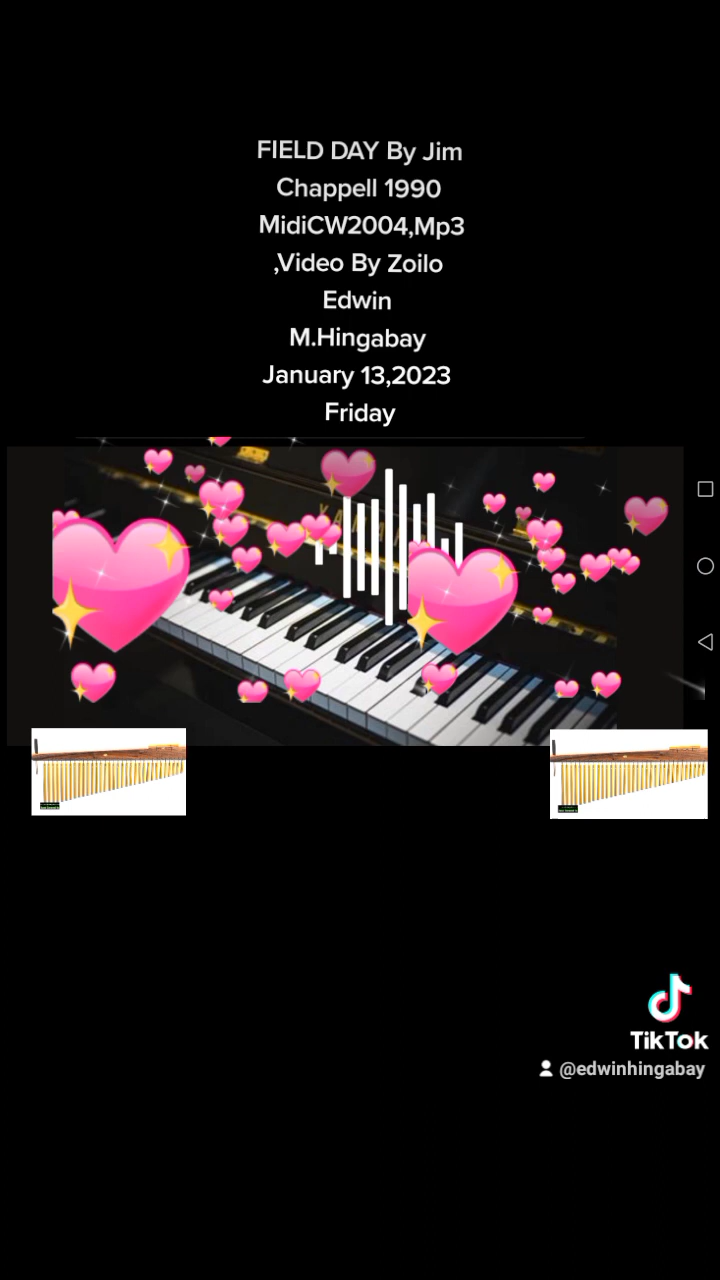 FIELD DAY By Jim
Chappell 1990
MidiCW2004,Mp3
,Video By Zoilo
Edwin
M.Hingabay
January 13,2023
Friday
YAMA
TikTok
@edwinhingabay